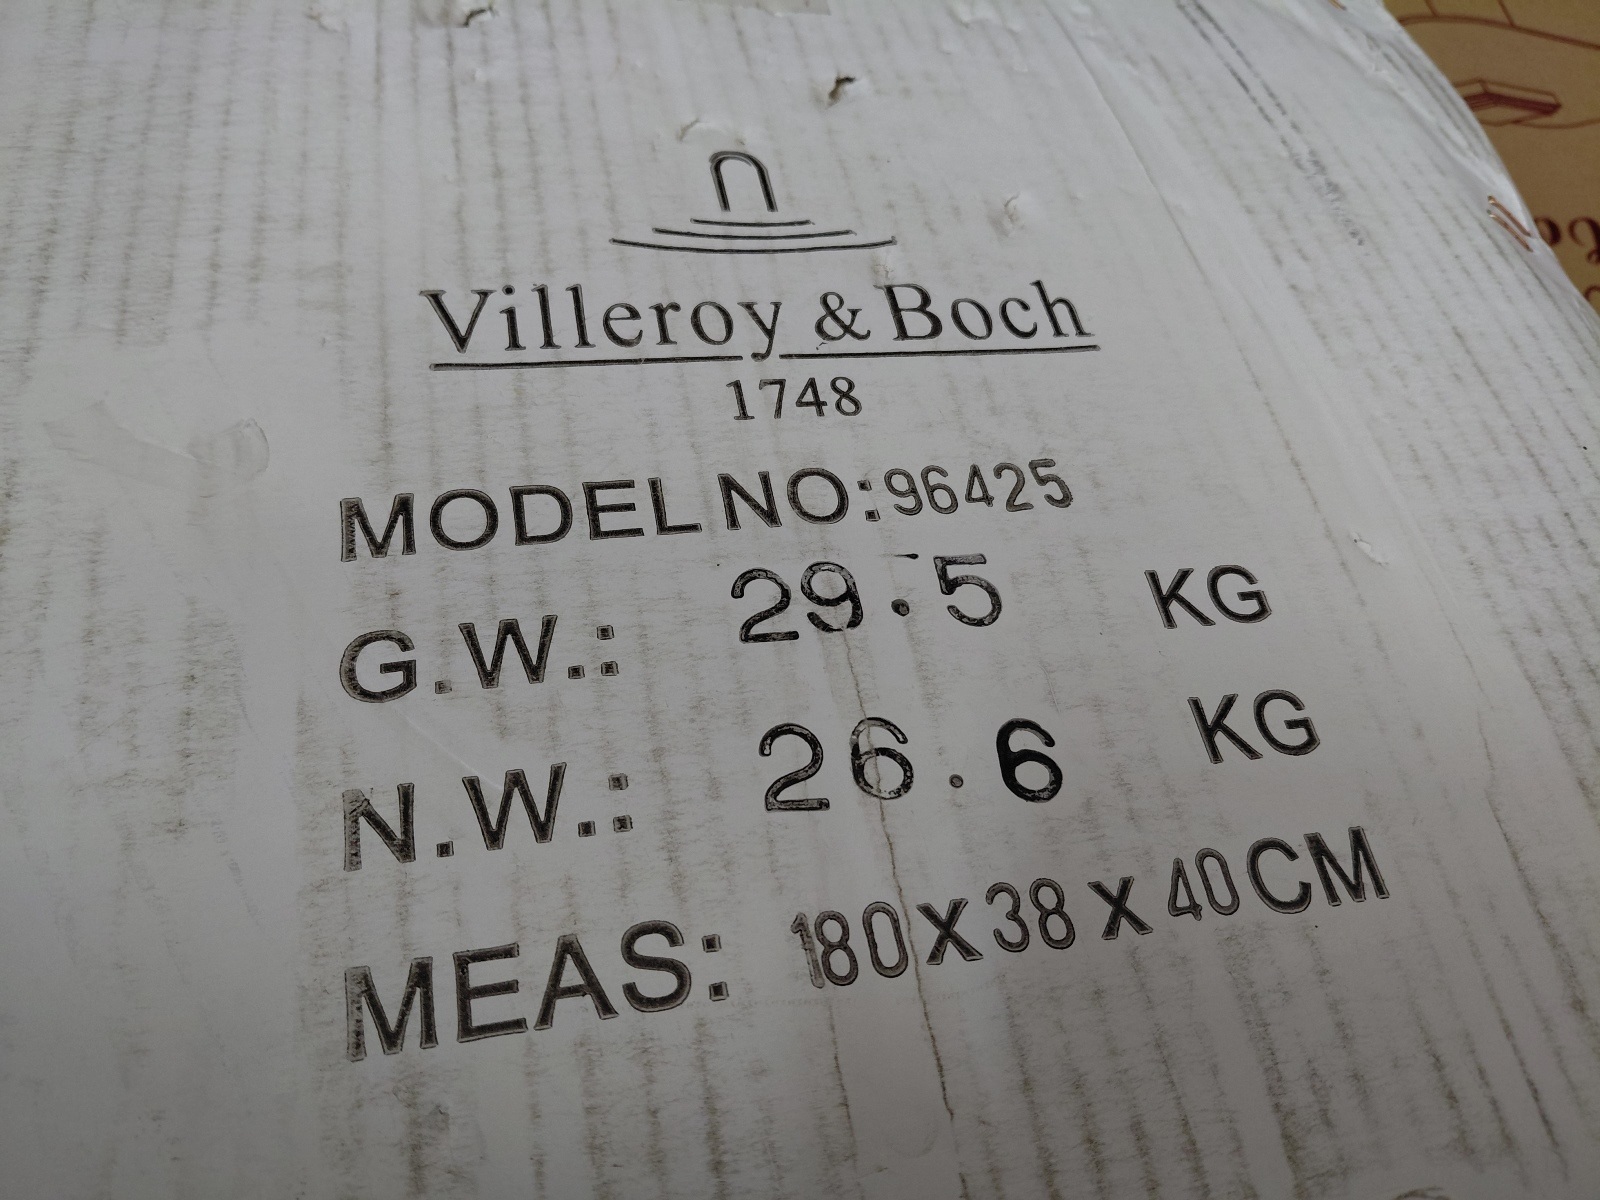 Villeroy & Boch
1748
MODEL NO:96425
G.W.: 29.5 KG
N.W.: 26.6 KG
MEAS: 180X38X40CM